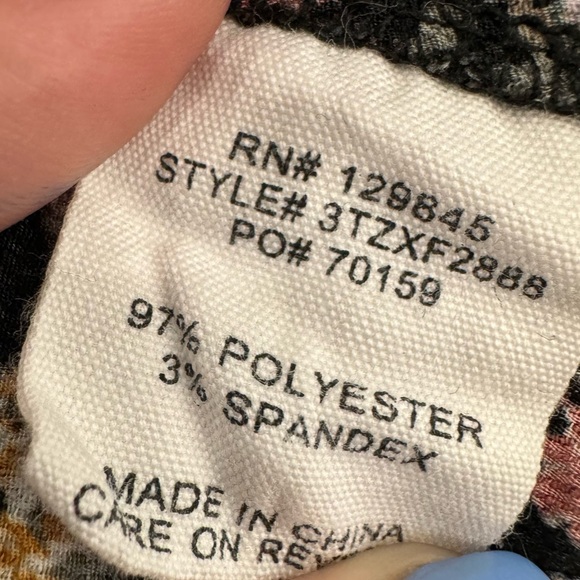 RN# 129845
STYLE# 3TZXF2888
PO# 70159
97% POLYESTER
3% SPANDEX
MADE IN CHINA
CARE ON